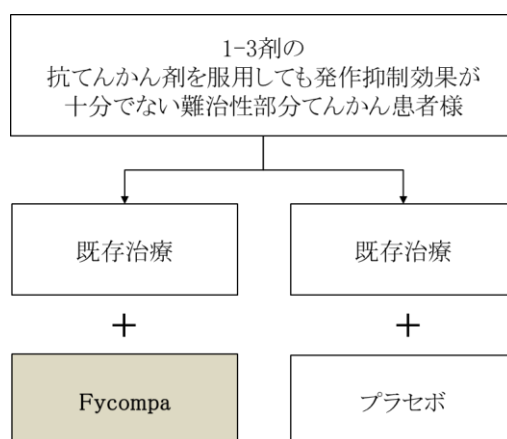 1-3剤の
抗てんかん剤を服用しても発作抑制効果が
十分でない難治性部分てんかん患者様
既存治療
既存治療
+
+
Fycompa
プラセボ